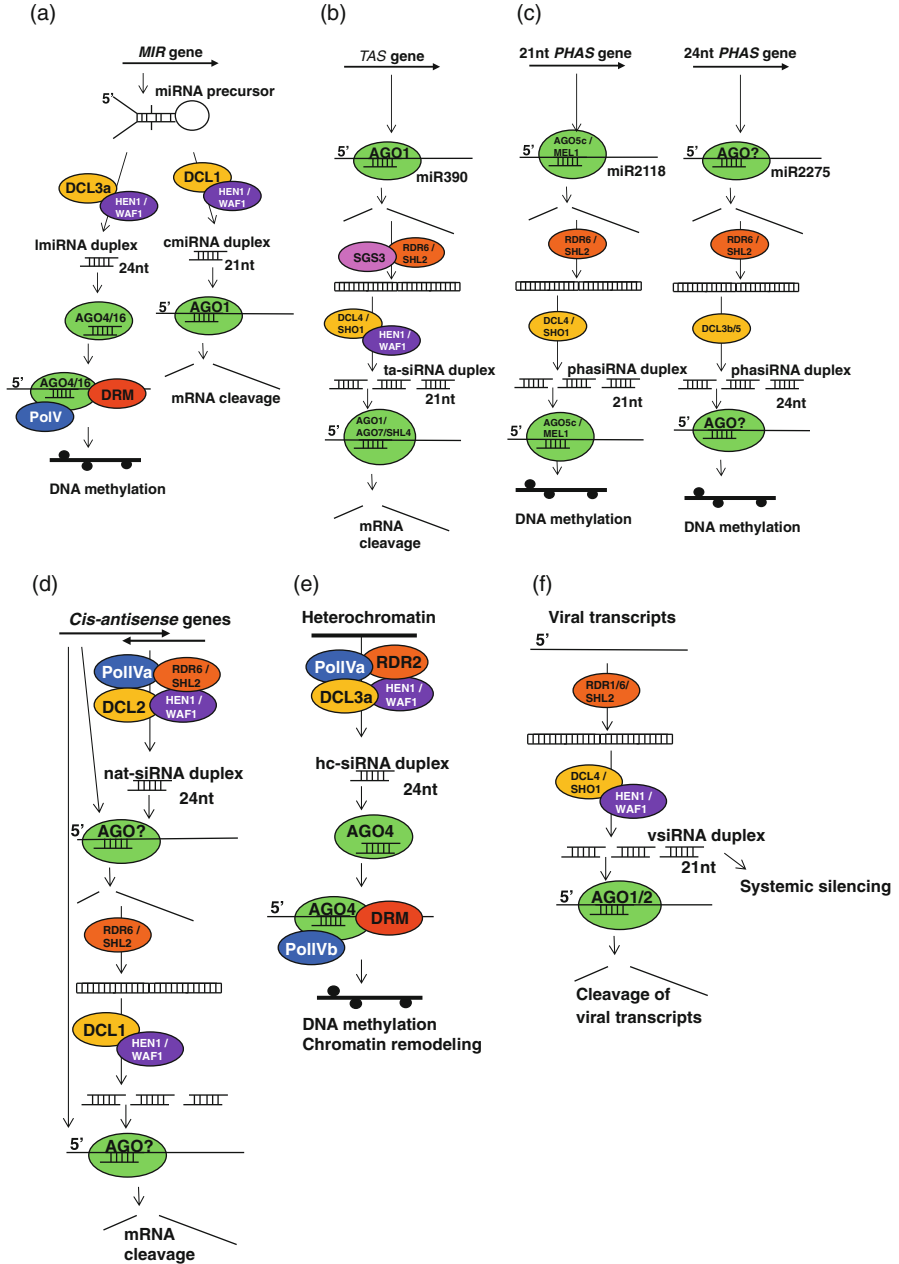 (a)
MIR gene
miRNA precursor
5'
DCL3a
HEN1 /
WAF1
DCL1
HEN1 /
WAF1
lmiRNA duplex
24nt
cmiRNA duplex
21nt
AGO4/16
5'
AGO1
5'
AGO4/16
DRM
PolV
mRNA cleavage
DNA methylation
(b)
TAS gene
5'
AGO1
miR390
SGS3
RDR6 /
SHL2
DCL4 /
SHO1
HEN1 /
WAF1
ta-siRNA duplex
21nt
AGO1/
AGO7/SHL4
mRNA
cleavage
(c)
21nt PHAS gene
5'
AGO5c /
MEL1
miR2118
RDR6 /
SHL2
DCL4 /
SHO1
phasiRNA duplex
21nt
5'
AGO5c /
MEL1
DNA methylation
24nt PHAS gene
5'
AGO?
miR2275
RDR6 /
SHL2
DCL3b/5
phasiRNA duplex
24nt
5'
AGO?
DNA methylation
(d)
Cis-antisense genes
PolIVa
RDR6 /
SHL2
DCL2
HEN1 /
WAF1
nat-siRNA duplex
24nt
5'
AGO?
RDR6 /
SHL2
DCL1
HEN1 /
WAF1
5'
AGO?
mRNA
cleavage
(e)
Heterochromatin
PolIVa
RDR2
DCL3a
HEN1 /
WAF1
hc-siRNA duplex
24nt
AGO4
5'
AGO4
DRM
PolIVb
DNA methylation
Chromatin remodeling
(f)
Viral transcripts
5'
RDR1/6/
SHL2
DCL4 /
SHO1
HEN1 /
WAF1
vsiRNA duplex
21nt
Systemic silencing
5'
AGO1/2
Cleavage of
viral transcripts